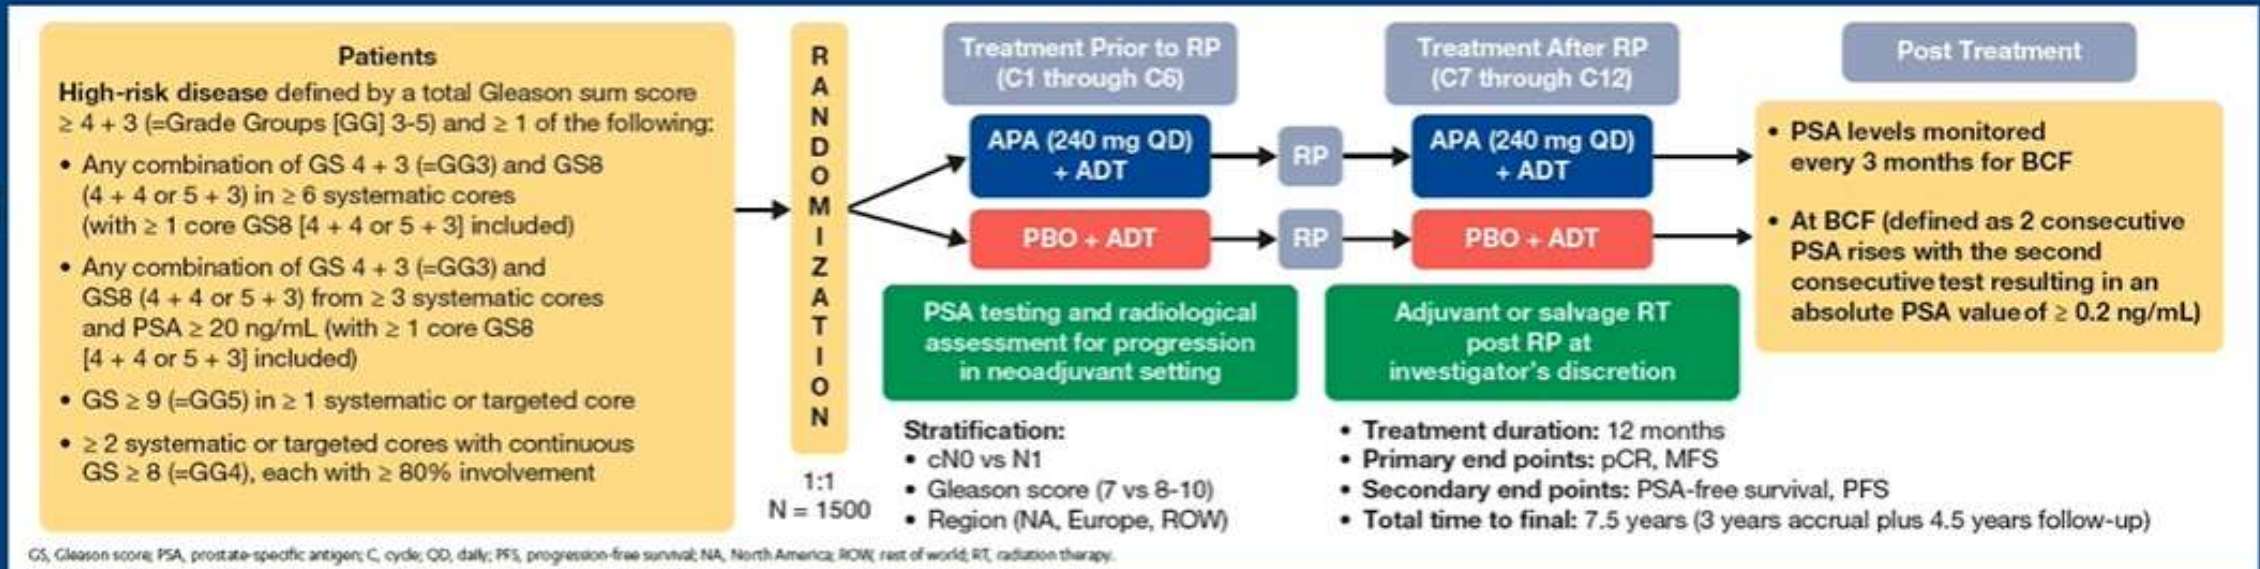 Patients
High-risk disease defined by a total Gleason sum score
≥ 4 + 3 (=Grade Groups [GG] 3-5) and ≥ 1 of the following:
• Any combination of GS 4 + 3 (=GG3) and GS8
(4 + 4 or 5 + 3) in ≥ 6 systematic cores
(with ≥ 1 core GS8 [4 + 4 or 5 + 3] included)
• Any combination of GS 4 + 3 (=GG3) and
GS8 (4 + 4 or 5 + 3) from ≥ 3 systematic cores
and PSA ≥ 20 ng/mL (with ≥ 1 core GS8
[4 + 4 or 5 + 3] included)
• GS ≥ 9 (=GG5) in ≥ 1 systematic or targeted core
• ≥ 2 systematic or targeted cores with continuous
GS ≥ 8 (=GG4), each with ≥ 80% involvement
RANDOMIZATION
1:1
N = 1500
Treatment Prior to RP
(C1 through C6)
APA (240 mg QD)
+ ADT
RP
PBO + ADT
RP
PSA testing and radiological
assessment for progression
in neoadjuvant setting
Stratification:
• cN0 vs N1
• Gleason score (7 vs 8-10)
• Region (NA, Europe, ROW)
Treatment After RP
(C7 through C12)
APA (240 mg QD)
+ ADT
PBO + ADT
Adjuvant or salvage RT
post RP at
investigator's discretion
• Treatment duration: 12 months
• Primary end points: pCR, MFS
• Secondary end points: PSA-free survival, PFS
• Total time to final: 7.5 years (3 years accrual plus 4.5 years follow-up)
Post Treatment
• PSA levels monitored
every 3 months for BCF
• At BCF (defined as 2 consecutive
PSA rises with the second
consecutive test resulting in an
absolute PSA value of ≥ 0.2 ng/mL)
GS, Gleason score; PSA, prostate-specific antigen; C, cycle; QD, daily; PFS, progression-free survival; NA, North America; ROW, rest of world; RT, radiation therapy.